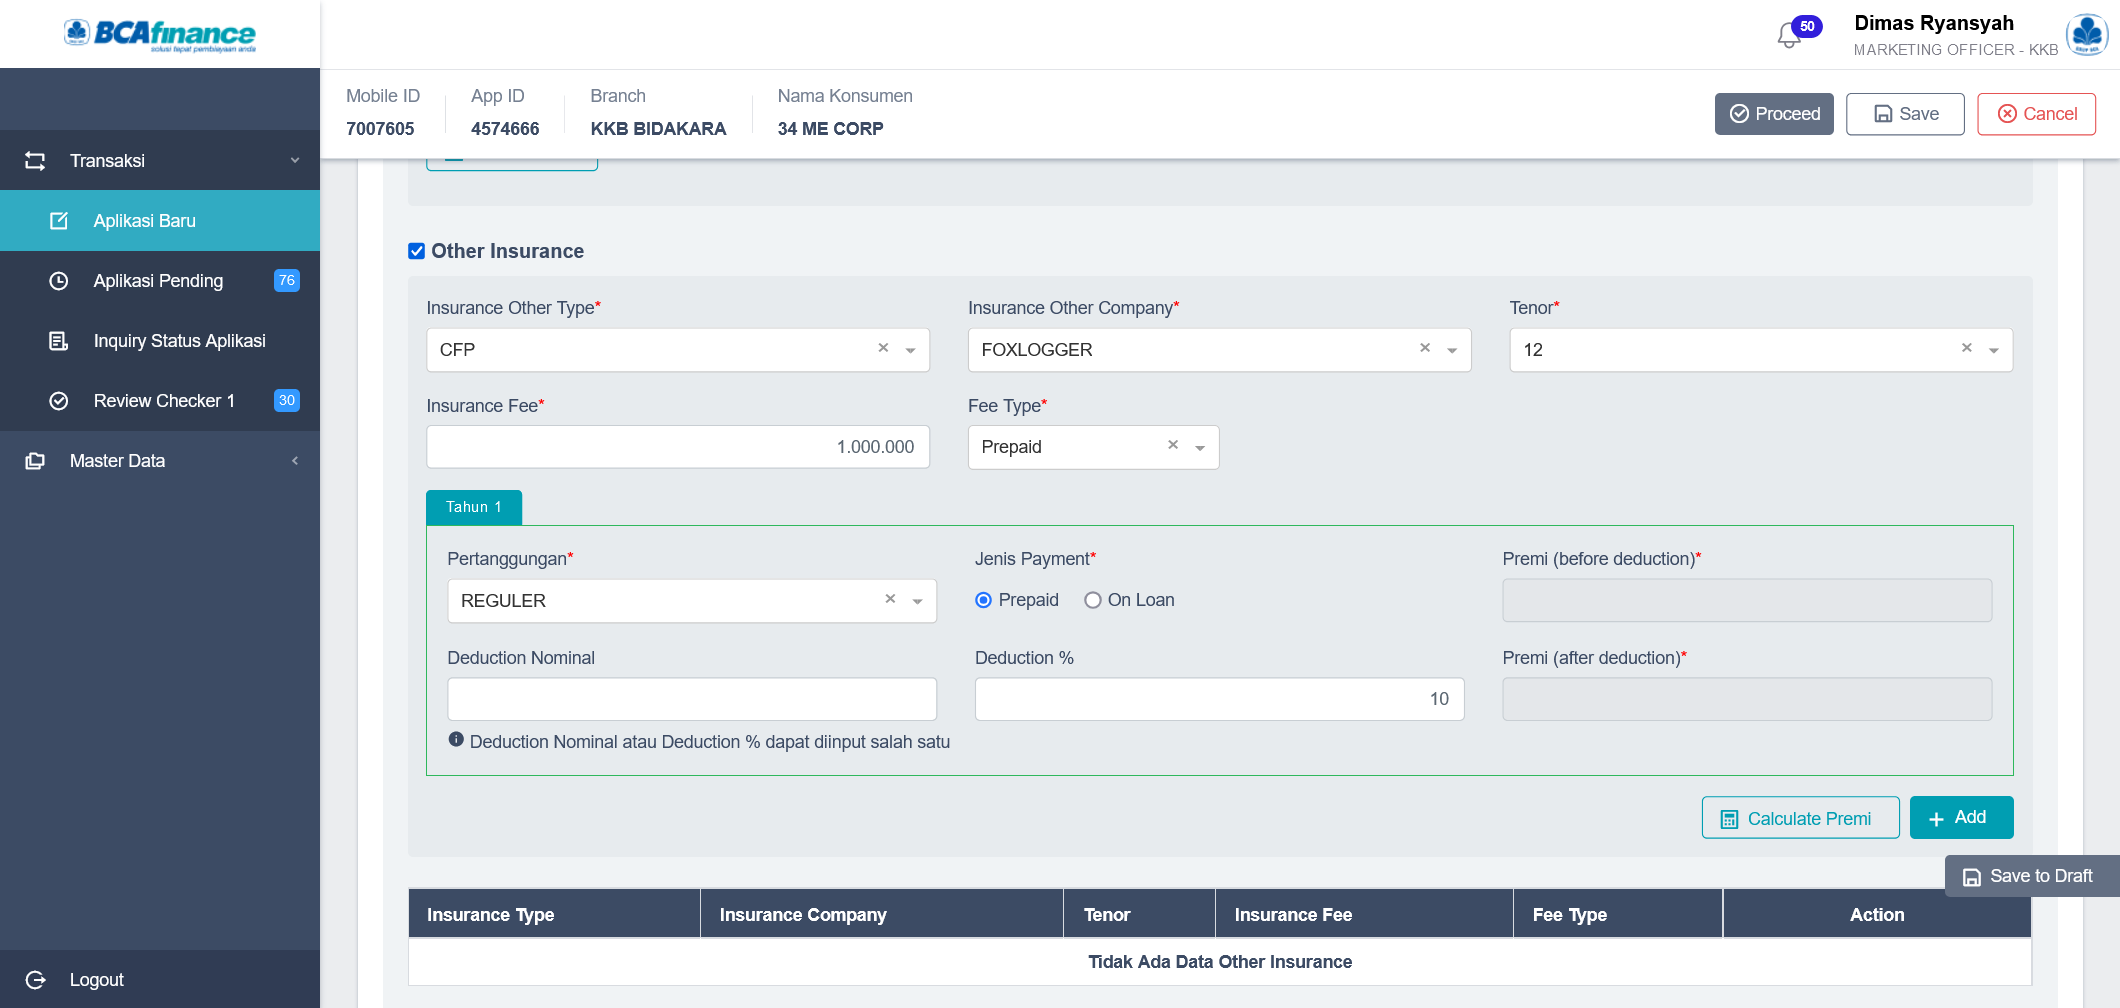 BCAfinance
solusi tepat pembiayaan anda
50
Dimas Ryansyah
MARKETING OFFICER - KKB
Mobile ID
7007605
App ID
4574666
Branch
KKB BIDAKARA
Nama Konsumen
34 ME CORP
Proceed
Save
Cancel
Transaksi
Aplikasi Baru
Aplikasi Pending
76
Inquiry Status Aplikasi
Review Checker 1
30
Master Data
Logout
Other Insurance
Insurance Other Type*
CFP
Insurance Other Company*
FOXLOGGER
Tenor*
12
Insurance Fee*
1.000.000
Fee Type*
Prepaid
Tahun 1
Pertanggungan*
REGULER
Jenis Payment*
Prepaid
On Loan
Premi (before deduction)*
Deduction Nominal
Deduction %
10
Premi (after deduction)*
Deduction Nominal atau Deduction % dapat diinput salah satu
Calculate Premi
+ Add
Save to Draft
Insurance Type
Insurance Company
Tenor
Insurance Fee
Fee Type
Action
Tidak Ada Data Other Insurance